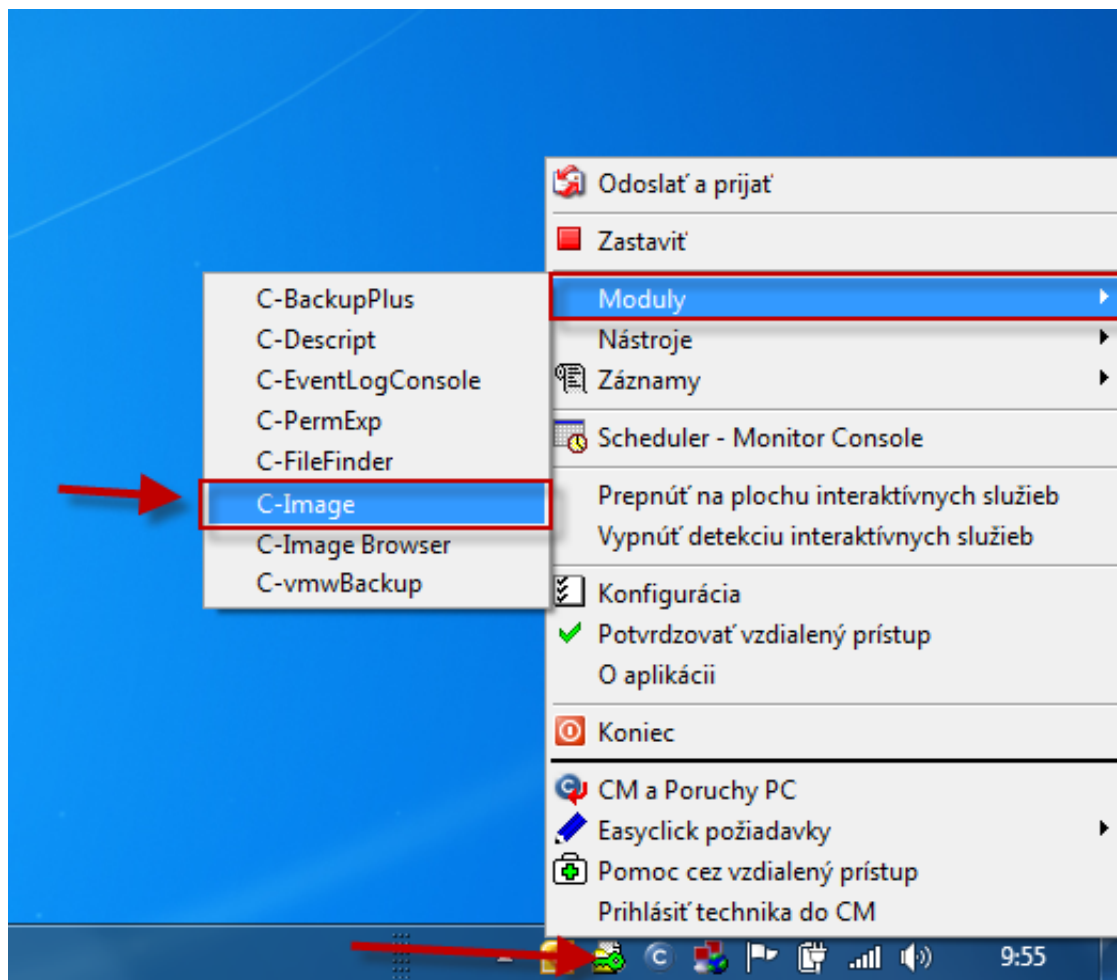 Odoslať a prijať
Zastaviť
Moduly
Nástroje
Záznamy
Scheduler - Monitor Console
Prepnúť na plochu interaktívnych služieb
Vypnúť detekciu interaktívnych služieb
Konfigurácia
Potvrdzovať vzdialený prístup
O aplikácii
Koniec
CM a Poruchy PC
Easyclick požiadavky
Pomoc cez vzdialený prístup
Prihlásiť technika do CM
C-BackupPlus
C-Descript
C-EventLogConsole
C-PermExp
C-FileFinder
C-Image
C-Image Browser
C-vmwBackup
9:55